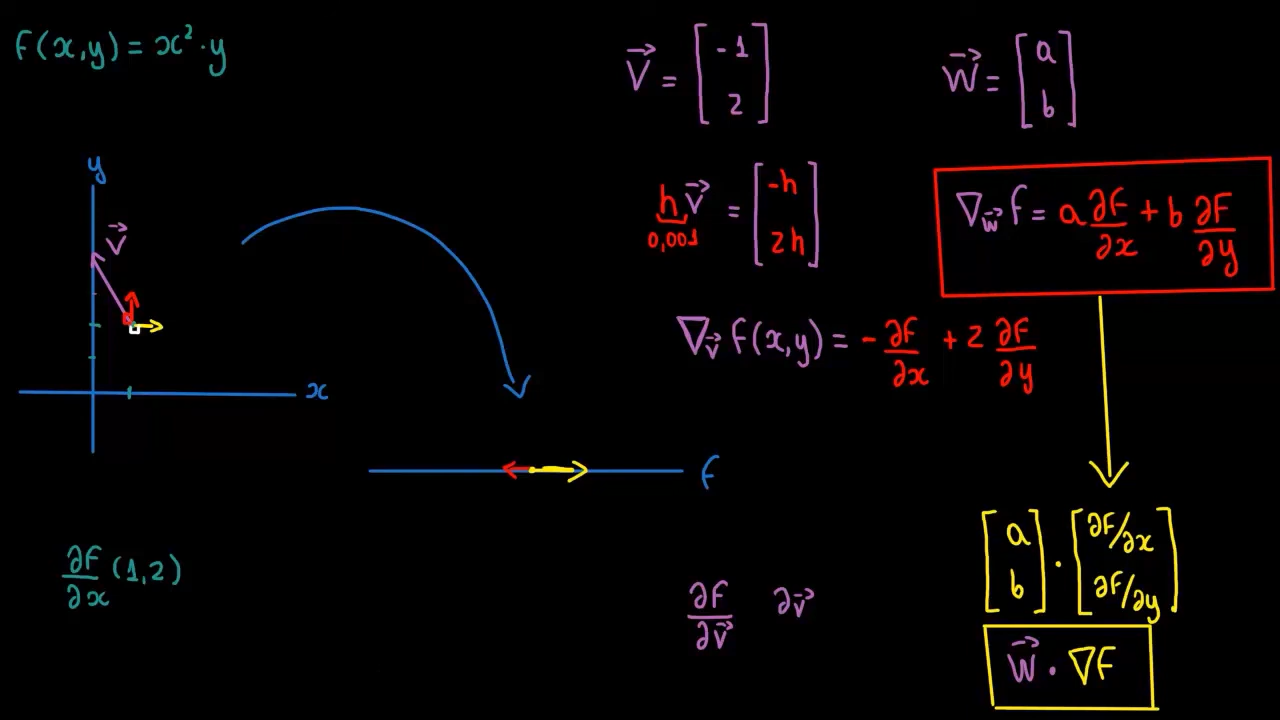 f(x,y) = x²·y
v⃗ = [-1 2]
w⃗ = [a b]
y
v⃗
hv⃗ = [-h 2h]
0,001
∇w⃗ f = a ∂f/∂x + b ∂f/∂y
∇v⃗ f(x,y) = - ∂f/∂x + 2 ∂f/∂y
x
f
[a b] · [∂f/∂x ∂f/∂y]
∂f/∂x (1,2)
∂f/∂v⃗ ∂v⃗
w⃗ · ∇f